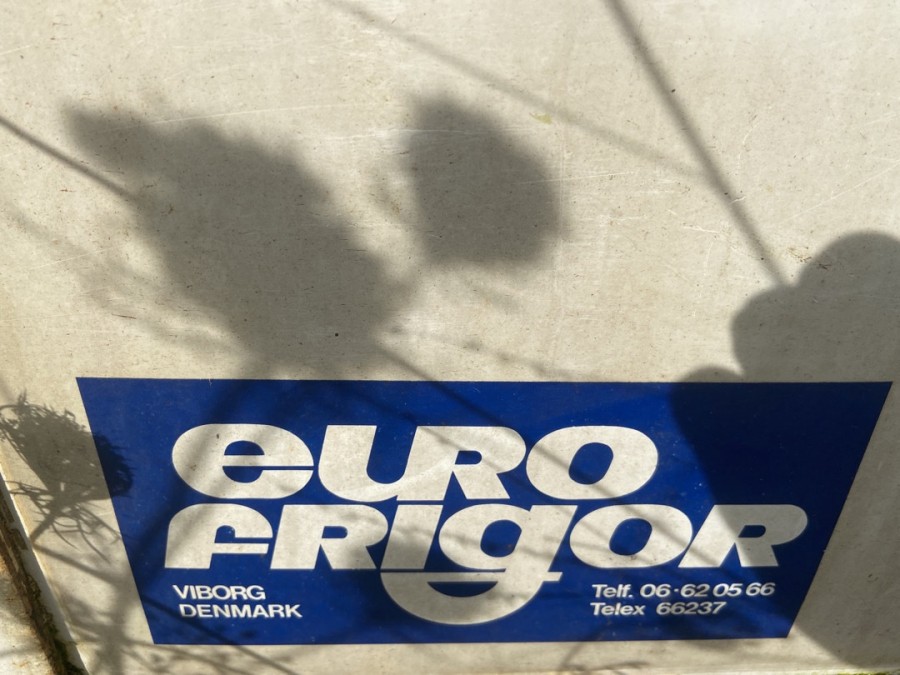 euro
FRIgOR
VIBORG
DENMARK
Telf. 06·62 05 66
Telex 66237